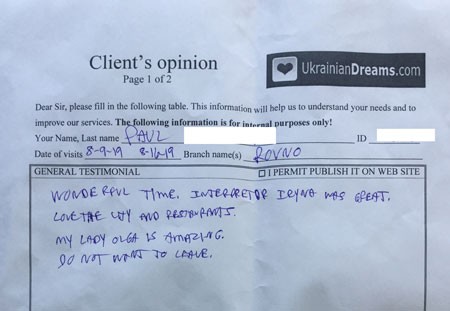 Client's opinion
Page 1 of 2
UkrainianDreams.com
Dear Sir, please fill in the following table. This information will help us to understand your needs and to
improve our services. The following information is for internal purposes only!
Your Name, Last name PAUL ID
Date of visits 8-9-19 8-16-19 Branch name(s) ROVNO
GENERAL TESTIMONIAL I PERMIT PUBLISH IT ON WEB SITE
WONDERFUL TIME. INTERPRETOR IRYNA WAS GREAT.
LOVE THE CITY AND RESTAURANTS.
MY LADY OLGA IS AMAZING.
DO NOT WANT TO LEAVE.